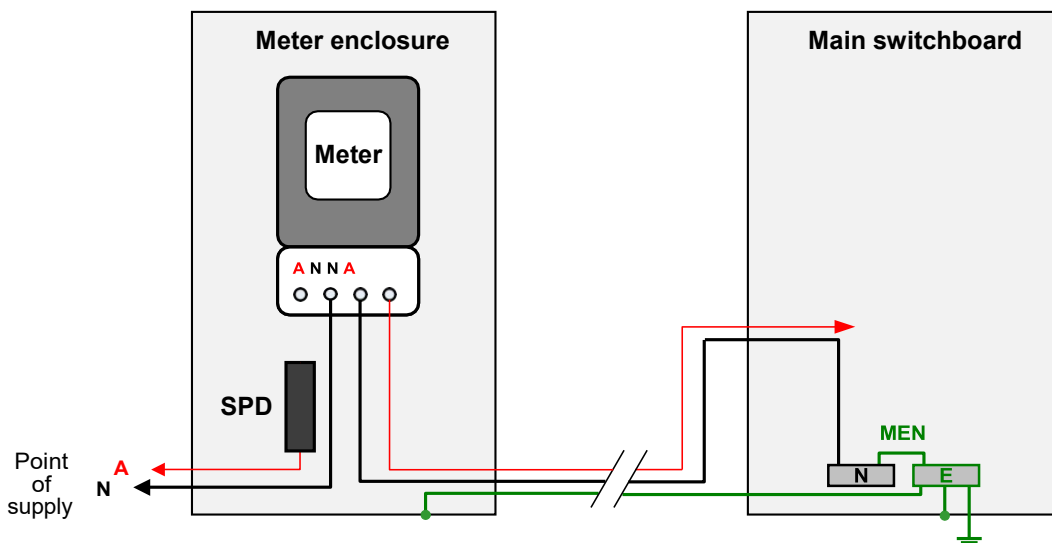 Meter enclosure
Main switchboard
Meter
A N N A
SPD
MEN
Point
of
supply
A
N
N
E